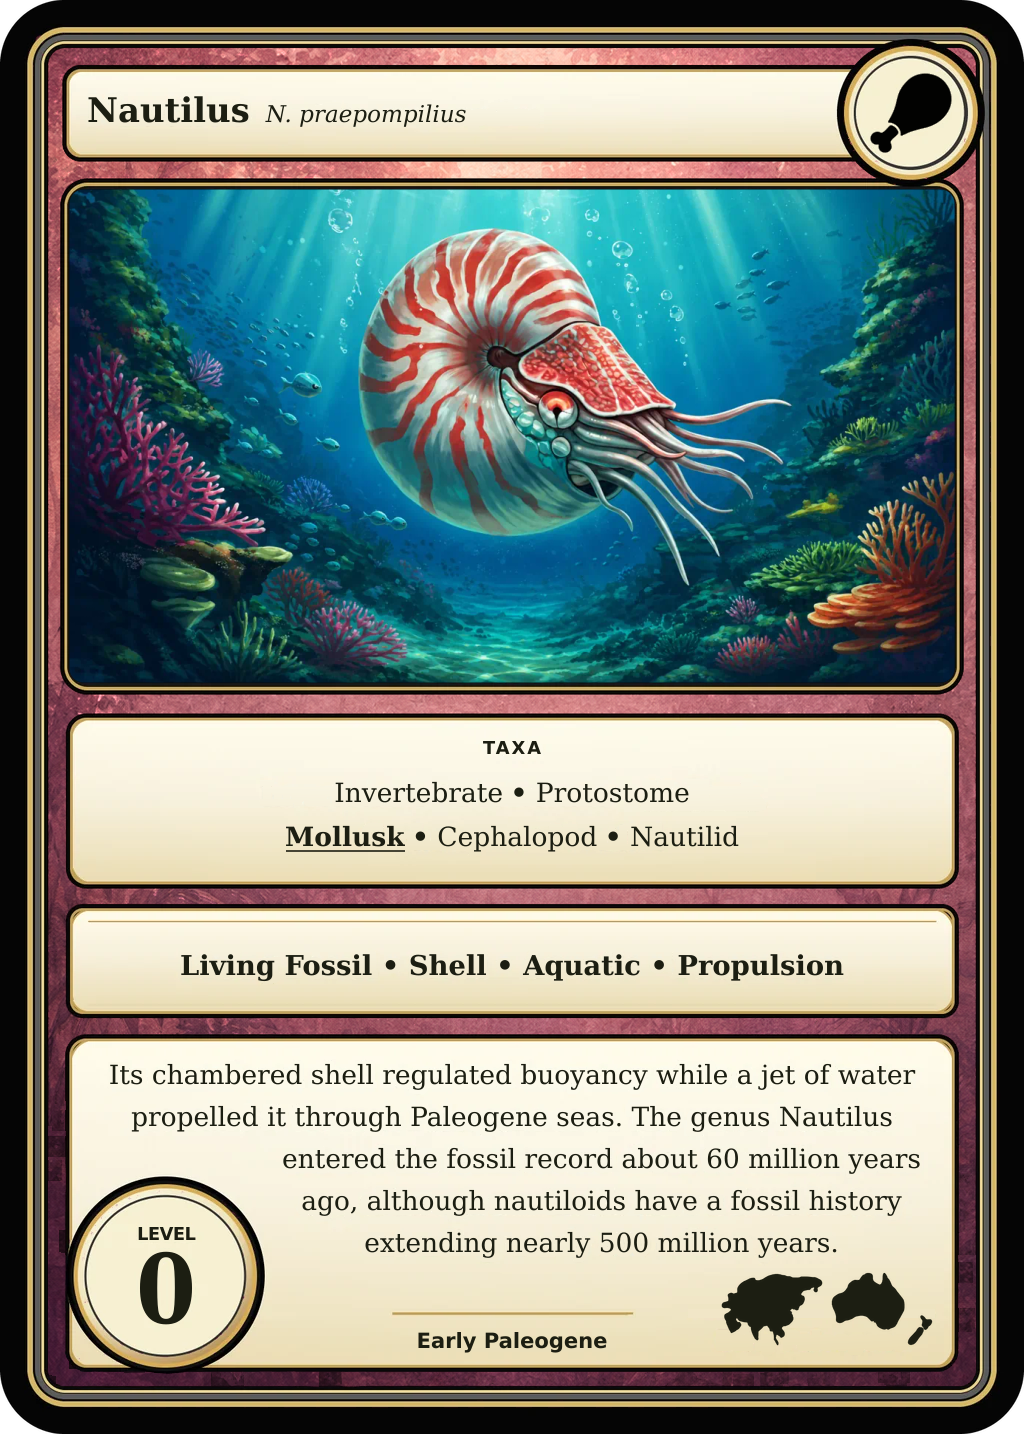 Nautilus N. praepompilius
TAXA
Invertebrate • Protostome
Mollusk • Cephalopod • Nautilid
Living Fossil • Shell • Aquatic • Propulsion
Its chambered shell regulated buoyancy while a jet of water
propelled it through Paleogene seas. The genus Nautilus
entered the fossil record about 60 million years
ago, although nautiloids have a fossil history
extending nearly 500 million years.
LEVEL
0
Early Paleogene